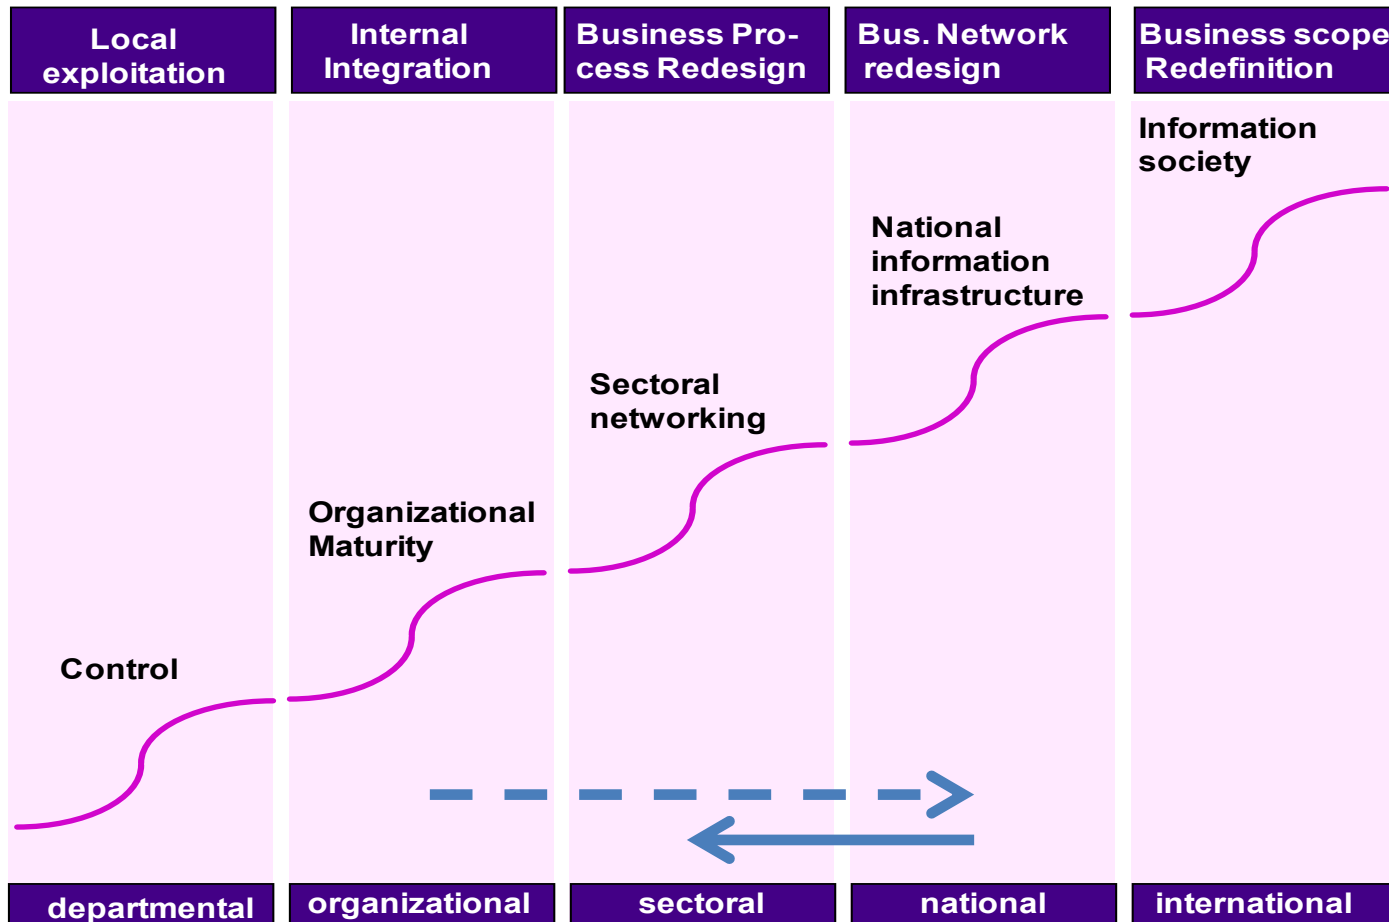 Local
exploitation
Internal
Integration
Business Pro-
cess Redesign
Bus. Network
redesign
Business scope
Redefinition
Information
society
National
information
infrastructure
Sectoral
networking
Organizational
Maturity
Control
departmental
organizational
sectoral
national
international